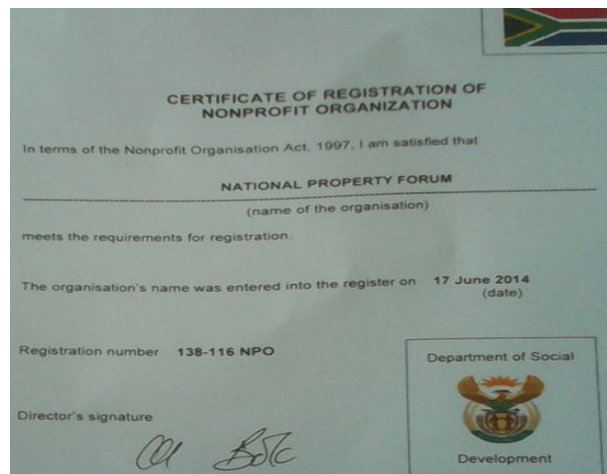 CERTIFICATE OF REGISTRATION OF
NONPROFIT ORGANIZATION
In terms of the Nonprofit Organisation Act, 1997, I am satisfied that
NATIONAL PROPERTY FORUM
(name of the organisation)
meets the requirements for registration.
The organisation's name was entered into the register on 17 June 2014
(date)
Registration number 138-116 NPO
Department of Social
Director's signature
Development